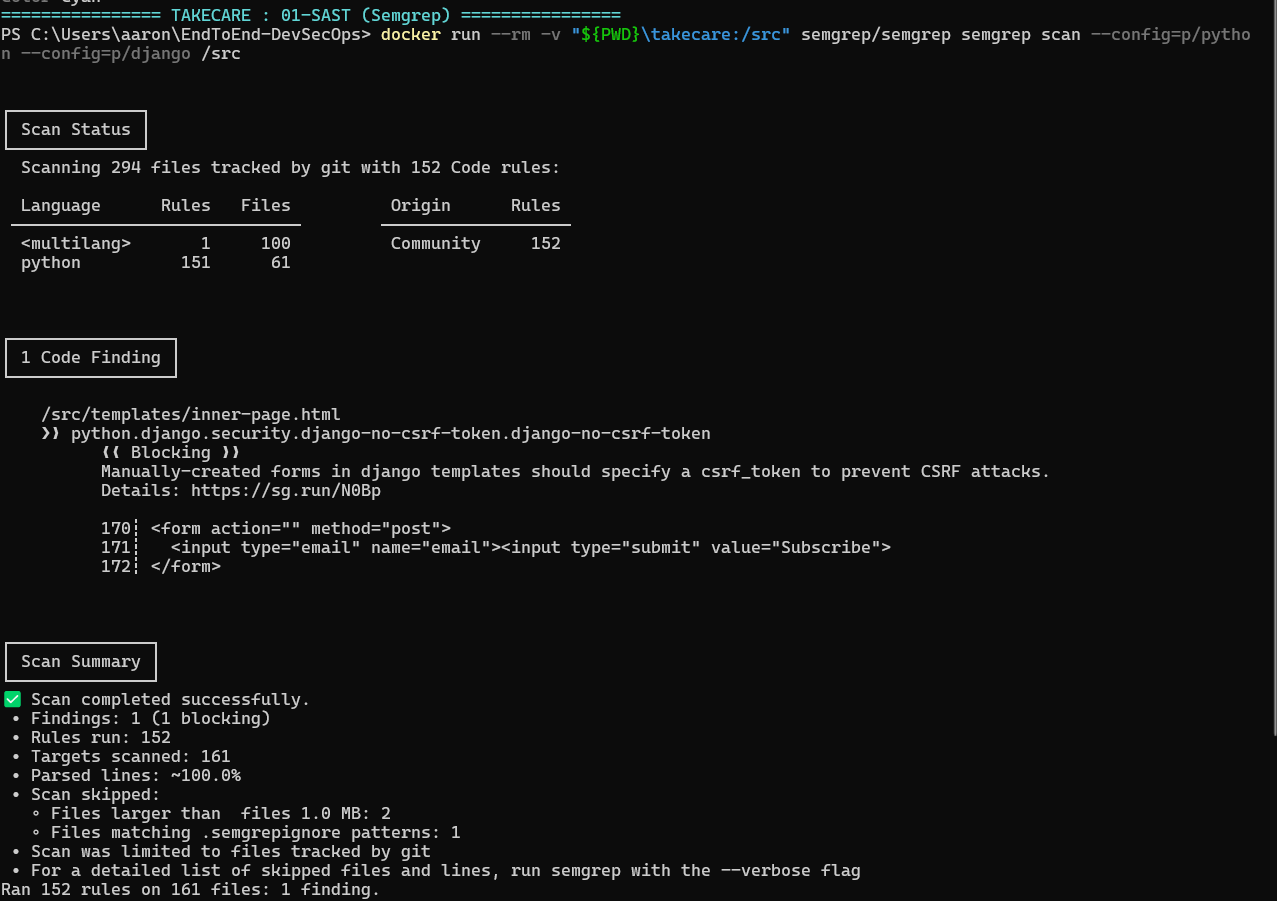 ================ TAKECARE : 01-SAST (Semgrep) ================
PS C:\Users\aaron\EndToEnd-DevSecOps> docker run --rm -v "${PWD}\takecare:/src" semgrep/semgrep semgrep scan --config=p/pytho
n --config=p/django /src
Scan Status
Scanning 294 files tracked by git with 152 Code rules:
Language Rules Files Origin Rules
<multilang> 1 100 Community 152
python 151 61
1 Code Finding
/src/templates/inner-page.html
❯❱ python.django.security.django-no-csrf-token.django-no-csrf-token
❰❰ Blocking ❱❱
Manually-created forms in django templates should specify a csrf_token to prevent CSRF attacks.
Details: https://sg.run/N0Bp
170┆ <form action="" method="post">
171┆ <input type="email" name="email"><input type="submit" value="Subscribe">
172┆ </form>
Scan Summary
✅ Scan completed successfully.
• Findings: 1 (1 blocking)
• Rules run: 152
• Targets scanned: 161
• Parsed lines: ~100.0%
• Scan skipped:
◦ Files larger than  files 1.0 MB: 2
◦ Files matching .semgrepignore patterns: 1
• Scan was limited to files tracked by git
• For a detailed list of skipped files and lines, run semgrep with the --verbose flag
Ran 152 rules on 161 files: 1 finding.